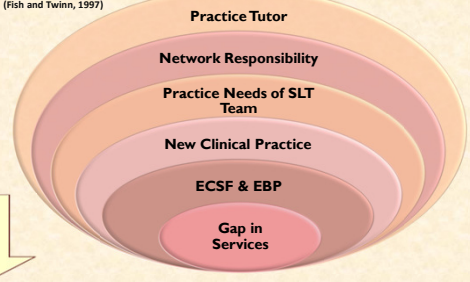 (Fish and Twinn, 1997)
Practice Tutor
Network Responsibility
Practice Needs of SLT
Team
New Clinical Practice
ECSF & EBP
Gap in
Services